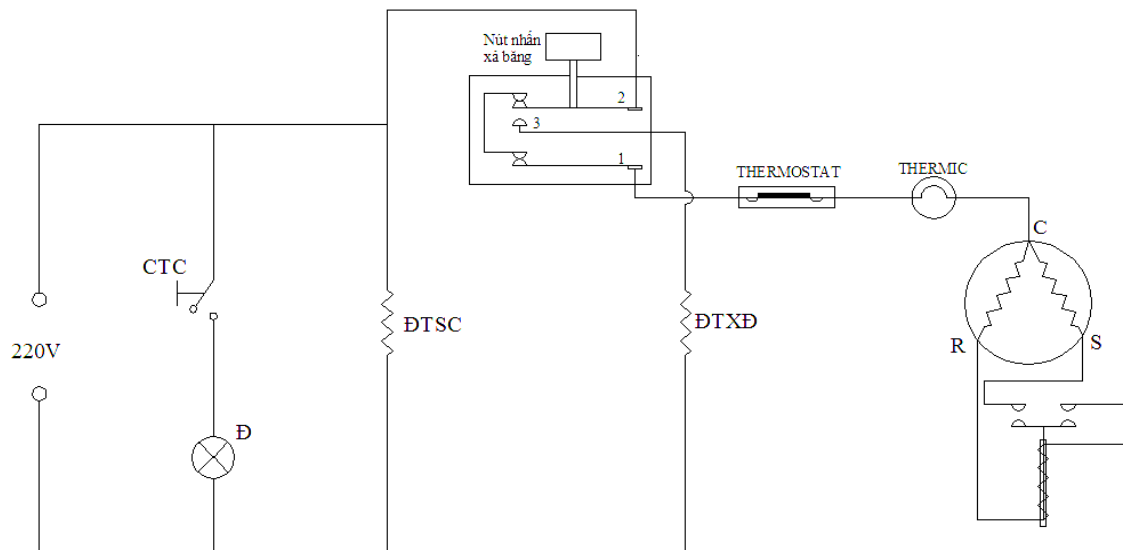 Nút nhấn
xả băng
2
3
1
THERMOSTAT
THERMIC
C
CTC
220V
ĐTSC
ĐTXĐ
R
S
Đ